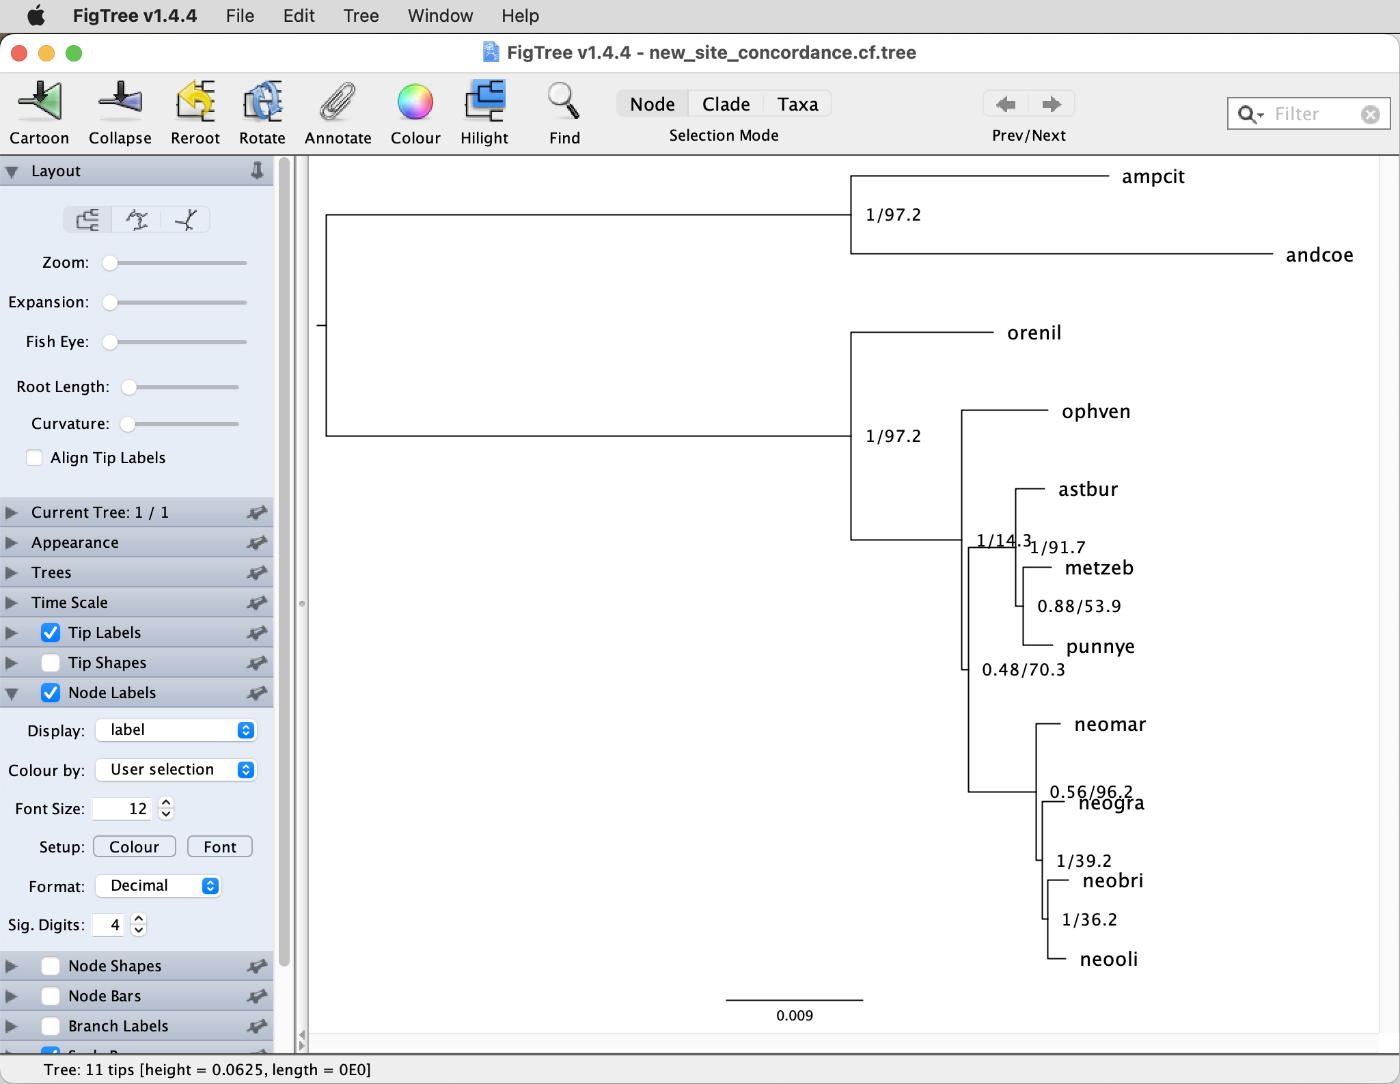 FigTree v1.4.4 File Edit Tree Window Help
FigTree v1.4.4 - new_site_concordance.cf.tree
Cartoon Collapse Reroot Rotate Annotate Colour Hilight Find
Node Clade Taxa
Selection Mode
Prev/Next
Filter
Layout
Zoom:
Expansion:
Fish Eye:
Root Length:
Curvature:
Align Tip Labels
Current Tree: 1 / 1
Appearance
Trees
Time Scale
Tip Labels
Tip Shapes
Node Labels
Display: label
Colour by: User selection
Font Size: 12
Setup: Colour Font
Format: Decimal
Sig. Digits: 4
Node Shapes
Node Bars
Branch Labels
ampcit
1/97.2
andcoe
orenil
ophven
1/97.2
astbur
1/14.3
1/91.7
metzeb
0.88/53.9
punnye
0.48/70.3
neomar
0.56/96.2
neogra
1/39.2
neobri
1/36.2
neooli
0.009
Tree: 11 tips [height = 0.0625, length = 0E0]